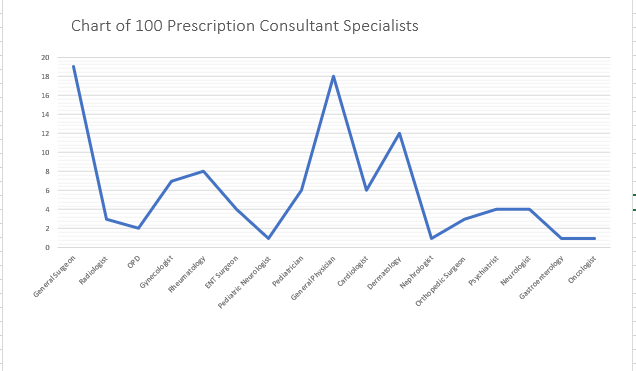 Chart of 100 Prescription Consultant Specialists
20
18
16
14
12
10
8
6
4
2
0
General Surgeon
Radiologist
OPD
Gynecologist
Rheumatology
ENT Surgeon
Pediatric Neurologist
Pediatrician
General Physician
Cardiologist
Dermatology
Nephrologist
Orthopedic Surgeon
Psychiatrist
Neurologist
Gastroenterology
Oncologist